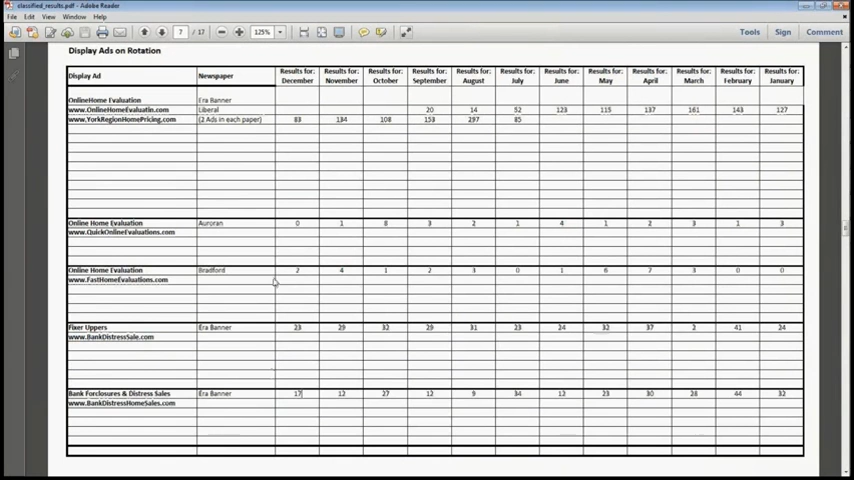 classified_results.pdf - Adobe Reader
File Edit View Window Help
7 / 17 125% Tools Sign Comment
Display Ads on Rotation
Display Ad Newspaper Results for: December Results for: November Results for: October Results for: September Results for: August Results for: July Results for: June Results for: May Results for: April Results for: March Results for: February Results for: January
OnlineHome Evaluation Era Banner
www.OnlineHomeEvaluatin.com Liberal 20 14 52 123 115 137 161 143 127
www.YorkRegionHomePricing.com (2 Ads in each paper) 83 134 108 153 297 85
Online Home Evaluation Auroran 0 1 8 3 2 1 4 1 2 3 1 3
www.QuickOnlineEvaluations.com
Online Home Evaluation Bradford 2 4 1 2 3 0 1 6 7 3 0 0
www.FastHomeEvaluations.com
Fixer Uppers Era Banner 23 29 32 29 31 23 24 32 37 2 41 24
www.BankDistressSale.com
Bank Forclosures & Distress Sales Era Banner 17 12 27 12 9 34 12 23 30 28 44 32
www.BankDistressHomeSales.com